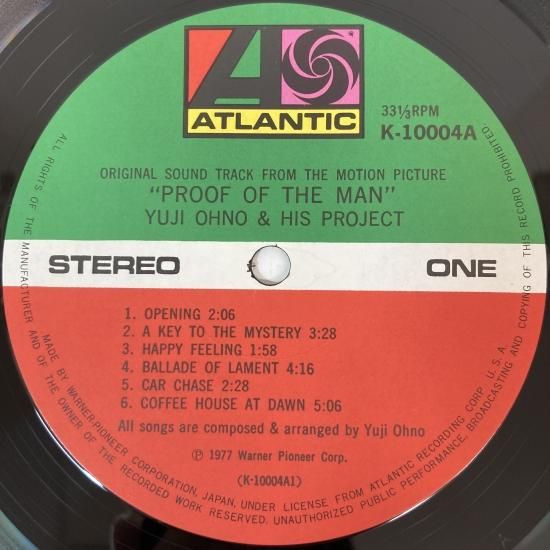 A
ATLANTIC
33⅓RPM
K-10004A
ORIGINAL SOUND TRACK FROM THE MOTION PICTURE
"PROOF OF THE MAN"
YUJI OHNO & HIS PROJECT
STEREO
ONE
1. OPENING 2:06
2. A KEY TO THE MYSTERY 3:28
3. HAPPY FEELING 1:58
4. BALLADE OF LAMENT 4:16
5. CAR CHASE 2:28
6. COFFEE HOUSE AT DAWN 5:06
All songs are composed & arranged by Yuji Ohno
Ⓟ 1977 Warner Pioneer Corp.
(K-10004A1)
MADE BY WARNER-PIONEER CORPORATION, JAPAN, UNDER LICENSE FROM ATLANTIC RECORDING CORP. U.S.A.
ALL RIGHTS OF THE MANUFACTURER AND OF THE OWNER OF THE RECORDED WORK RESERVED. UNAUTHORIZED PUBLIC PERFORMANCE, BROADCASTING AND COPYING OF THIS RECORD PROHIBITED.
A